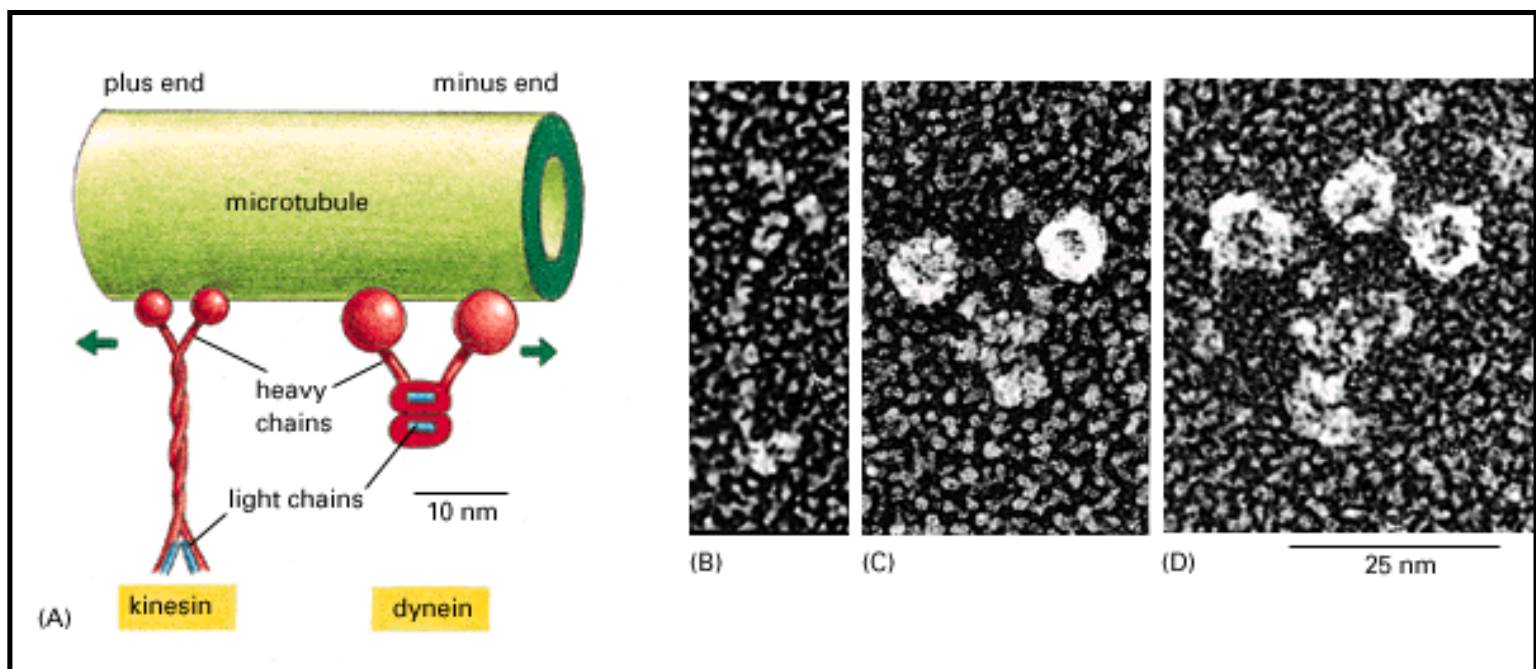 plus end
minus end
microtubule
heavy
chains
light chains
10 nm
kinesin
dynein
(A)
(B)
(C)
(D)
25 nm